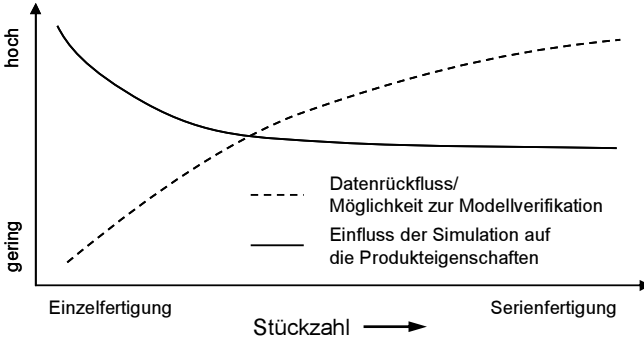 hoch
gering
Datenrückfluss/
Möglichkeit zur Modellverifikation
Einfluss der Simulation auf
die Produkteigenschaften
Einzelfertigung
Serienfertigung
Stückzahl